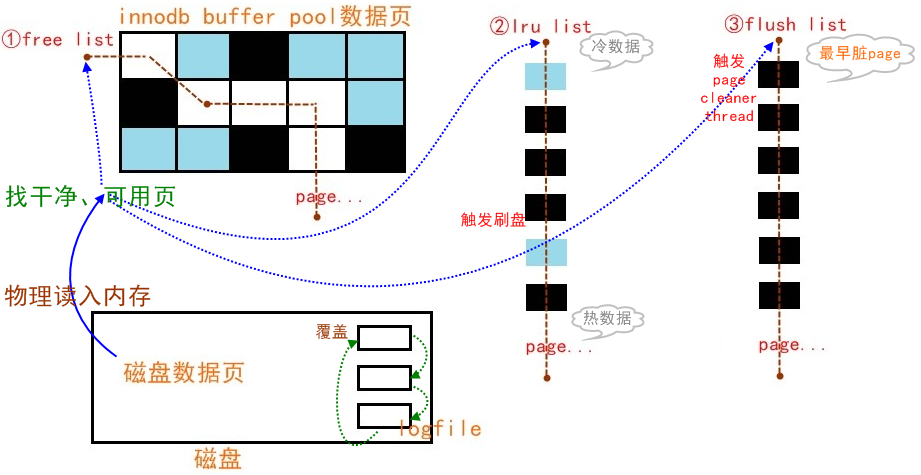 innodb buffer pool数据页
①free list
②lru list
③flush list
冷数据
最早脏page
触发
page
cleaner
thread
找干净、可用页
page...
触发刷盘
物理读入内存
热数据
覆盖
page...
page...
磁盘数据页
logfile
磁盘